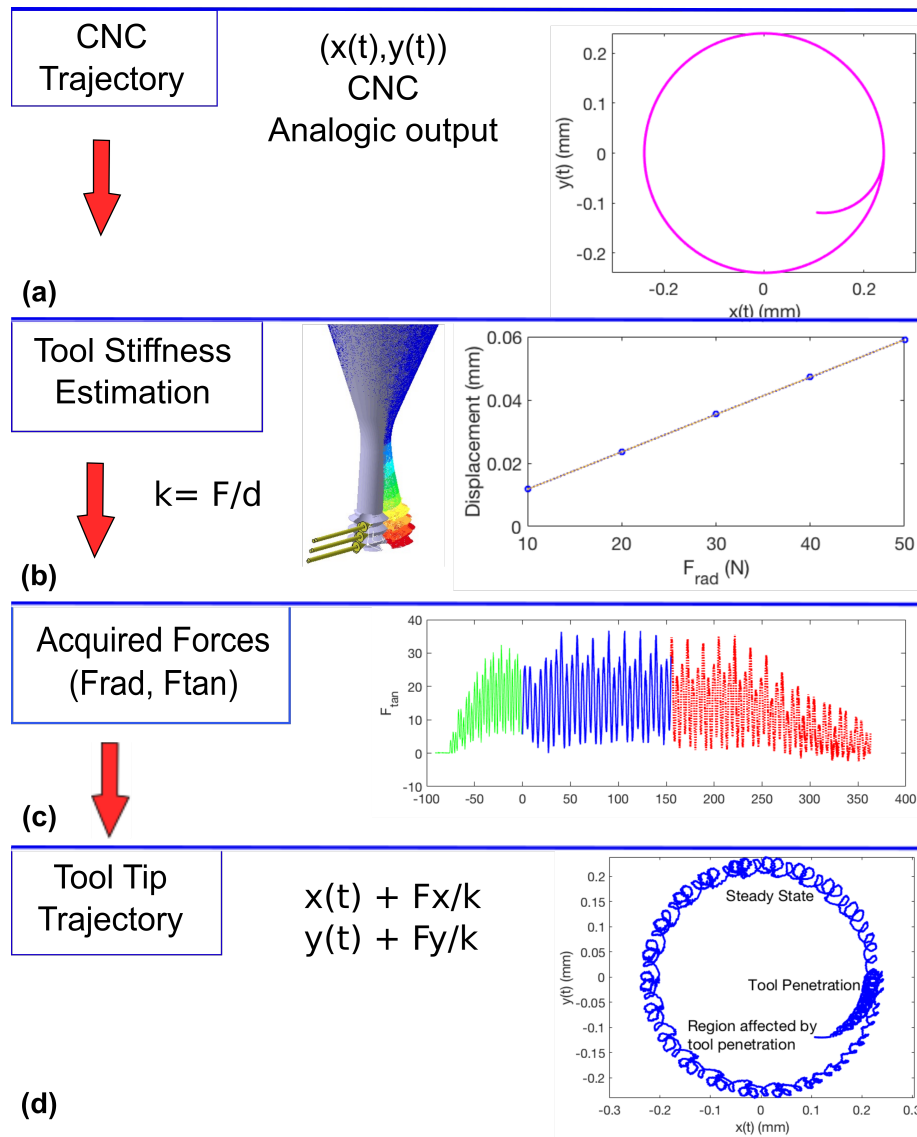 CNC
Trajectory
(x(t),y(t))
CNC
Analogic output
0.2
0.1
0
-0.1
-0.2
y(t) (mm)
-0.2
0
0.2
x(t) (mm)
(a)
Tool Stiffness
Estimation
k= F/d
0.06
0.04
0.02
0
Displacement (mm)
10
20
30
40
50
Frad (N)
(b)
Acquired Forces
(Frad, Ftan)
40
30
20
10
0
-10
Ftan
-100
-50
0
50
100
150
200
250
300
350
400
(c)
Tool Tip
Trajectory
x(t) + Fx/k
y(t) + Fy/k
0.2
0.15
0.1
0.05
0
-0.05
-0.1
-0.15
-0.2
y(t) (mm)
Steady State
Tool Penetration
Region affected by
tool penetration
-0.3
-0.2
-0.1
0
0.1
0.2
0.3
x(t) (mm)
(d)